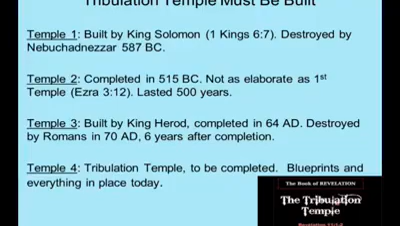 Tribulation Temple Must Be Built
Temple 1: Built by King Solomon (1 Kings 6:7). Destroyed by
Nebuchadnezzar 587 BC.
Temple 2: Completed in 515 BC. Not as elaborate as 1st
Temple (Ezra 3:12). Lasted 500 years.
Temple 3: Built by King Herod, completed in 64 AD. Destroyed
by Romans in 70 AD, 6 years after completion.
Temple 4: Tribulation Temple, to be completed. Blueprints and
everything in place today.
The Book of REVELATION
The Tribulation
Temple
Revelation 11:1-2